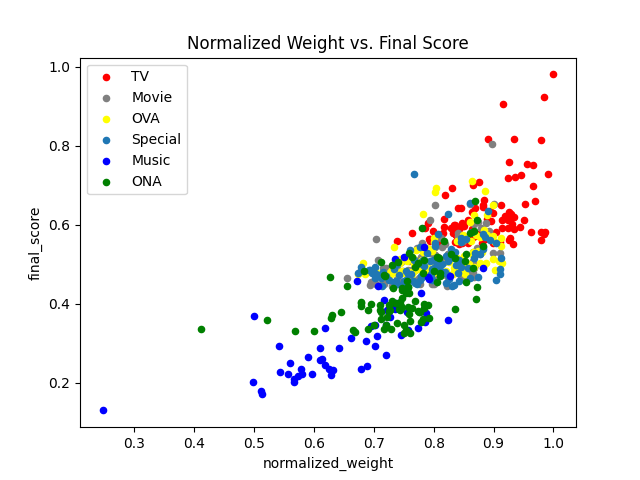 Normalized Weight vs. Final Score
1.0
0.8
0.6
0.4
0.2
final_score
TV
Movie
OVA
Special
Music
ONA
0.3 0.4 0.5 0.6 0.7 0.8 0.9 1.0
normalized_weight